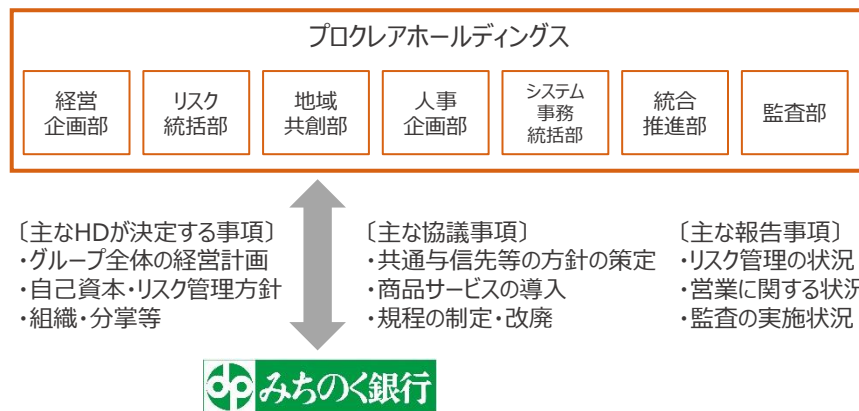 プロクレアホールディングス
経営
企画部
リスク
統括部
地域
共創部
人事
企画部
システム
事務
統括部
統合
推進部
監査部
〔主なHDが決定する事項〕
・グループ全体の経営計画
・自己資本・リスク管理方針
・組織・分掌等
〔主な協議事項〕
・共通与信先等の方針の策定
・商品サービスの導入
・規程の制定・改廃
〔主な報告事項〕
・リスク管理の状況
・営業に関する状況
・監査の実施状況
みちのく銀行